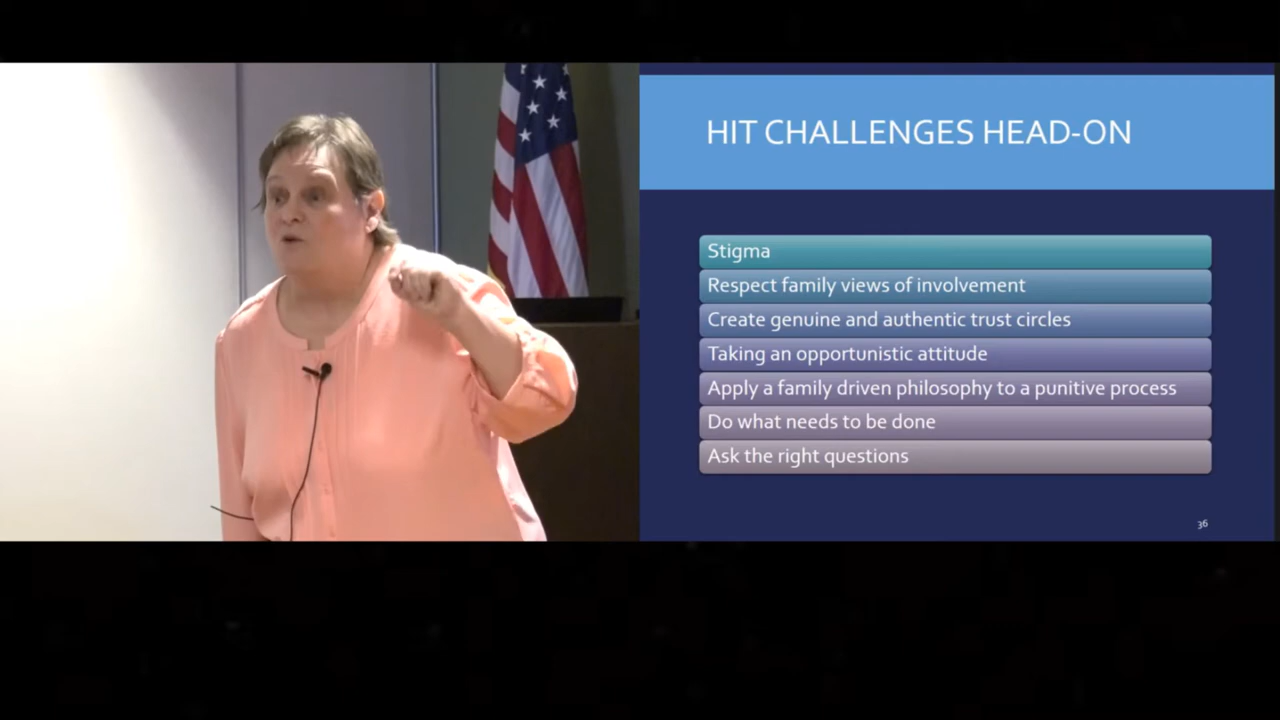 HIT CHALLENGES HEAD-ON
Stigma
Respect family views of involvement
Create genuine and authentic trust circles
Taking an opportunistic attitude
Apply a family driven philosophy to a punitive process
Do what needs to be done
Ask the right questions
36